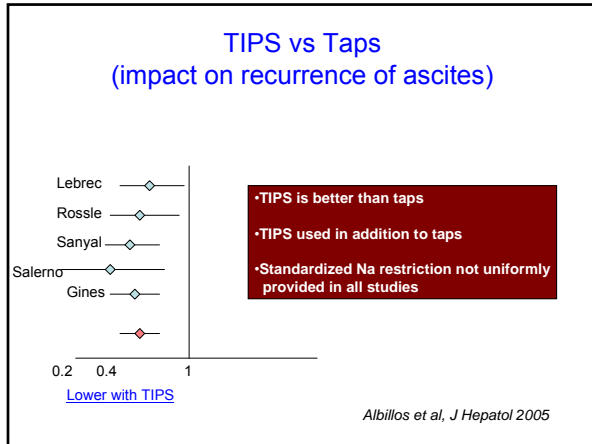 TIPS vs Taps
(impact on recurrence of ascites)
Lebrec
Rossle
Sanyal
Salerno
Gines
•TIPS is better than taps
•TIPS used in addition to taps
•Standardized Na restriction not uniformly
provided in all studies
0.2 0.4 1
Lower with TIPS
Albillos et al, J Hepatol 2005